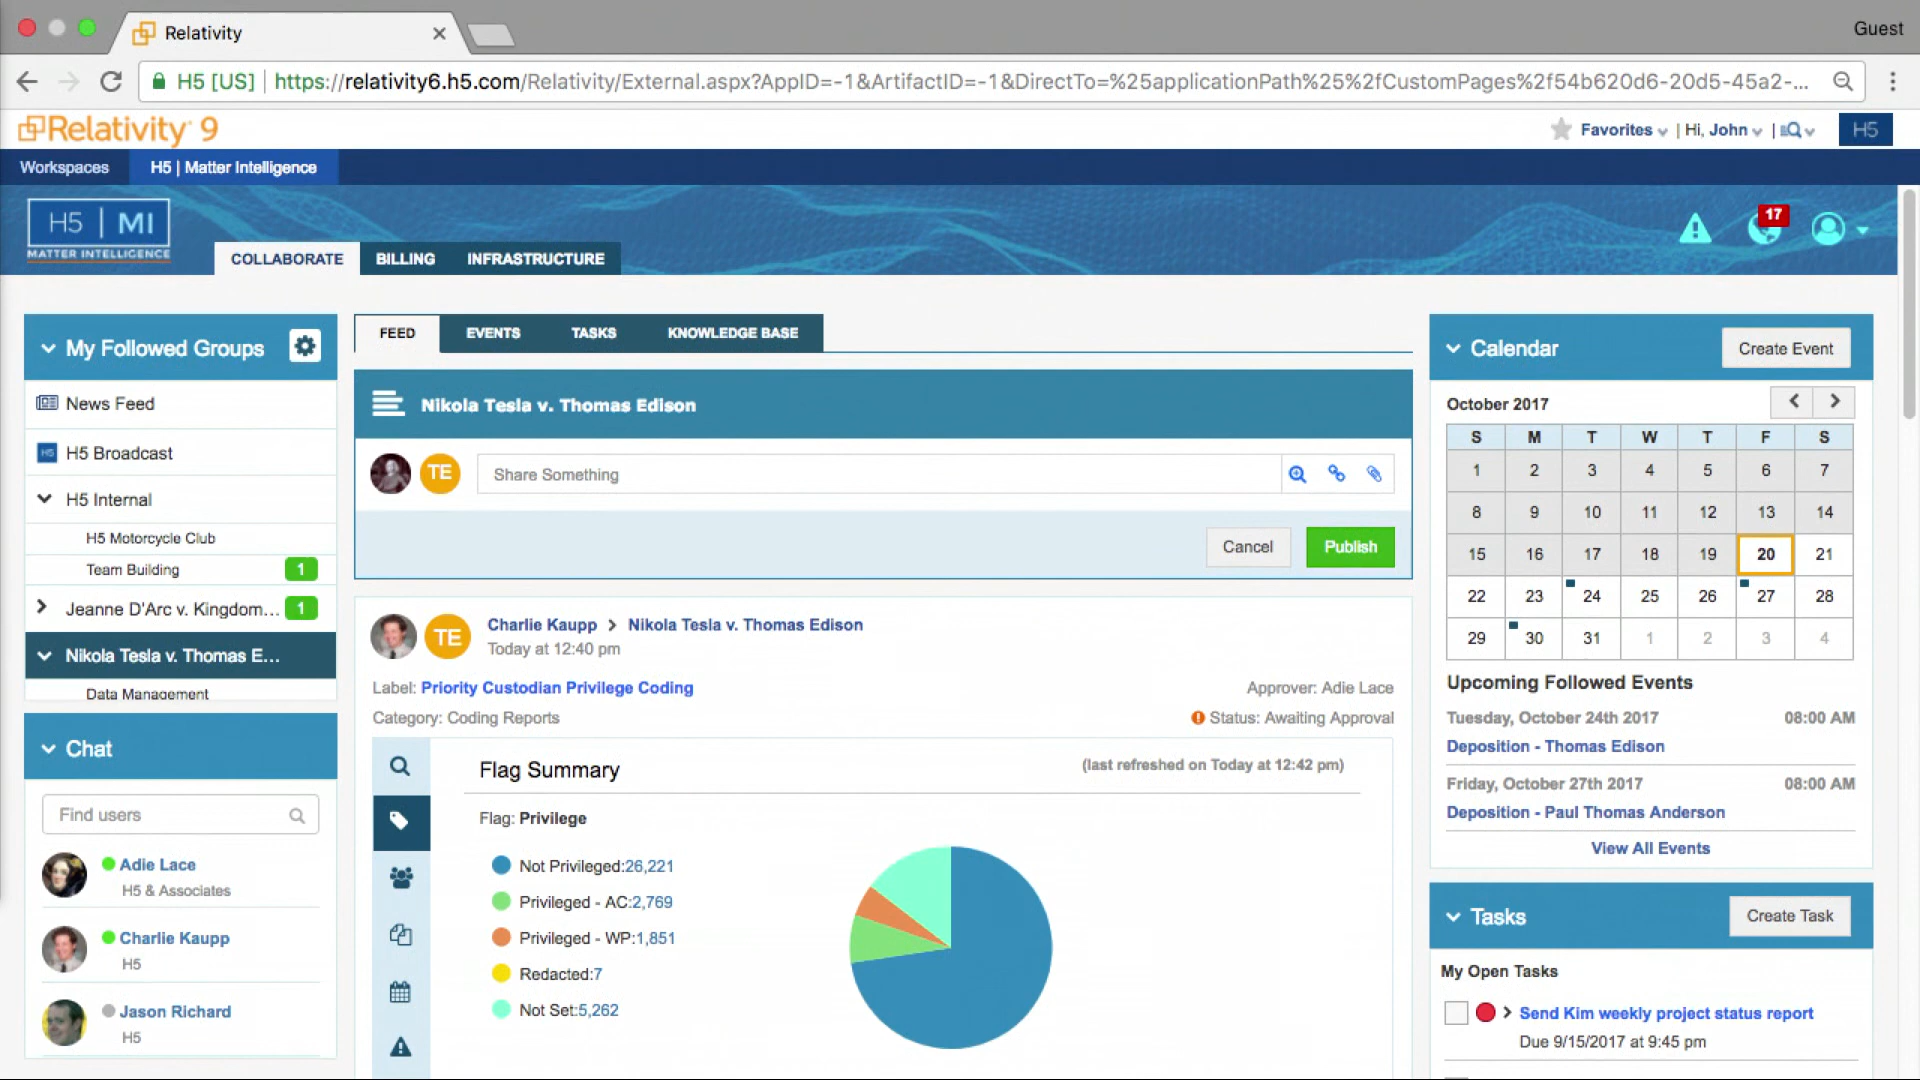 Relativity
Guest
H5 [US] | https://relativity6.h5.com/Relativity/External.aspx?AppID=-1&ArtifactID=-1&DirectTo=%25applicationPath%25%2fCustomPages%2f54b620d6-20d5-45a2-...
Relativity 9
Favorites | Hi, John |
H5
Workspaces
H5 | Matter Intelligence
H5 | MI
MATTER INTELLIGENCE
17
COLLABORATE
BILLING
INFRASTRUCTURE
My Followed Groups
News Feed
H5
H5 Broadcast
H5 Internal
H5 Motorcycle Club
Team Building
1
Jeanne D'Arc v. Kingdom...
1
Nikola Tesla v. Thomas E...
Data Management
Chat
Find users
Adie Lace
H5 & Associates
Charlie Kaupp
H5
Jason Richard
H5
FEED
EVENTS
TASKS
KNOWLEDGE BASE
Nikola Tesla v. Thomas Edison
TE
Share Something
Cancel
Publish
TE
Charlie Kaupp > Nikola Tesla v. Thomas Edison
Today at 12:40 pm
Label: Priority Custodian Privilege Coding
Approver: Adie Lace
Category: Coding Reports
Status: Awaiting Approval
Flag Summary
(last refreshed on Today at 12:42 pm)
Flag: Privilege
Not Privileged:26,221
Privileged - AC:2,769
Privileged - WP:1,851
Redacted:7
Not Set:5,262
Calendar
Create Event
October 2017
S M T W T F S
1 2 3 4 5 6 7
8 9 10 11 12 13 14
15 16 17 18 19 20 21
22 23 24 25 26 27 28
29 30 31 1 2 3 4
Upcoming Followed Events
Tuesday, October 24th 2017 08:00 AM
Deposition - Thomas Edison
Friday, October 27th 2017 08:00 AM
Deposition - Paul Thomas Anderson
View All Events
Tasks
Create Task
My Open Tasks
Send Kim weekly project status report
Due 9/15/2017 at 9:45 pm